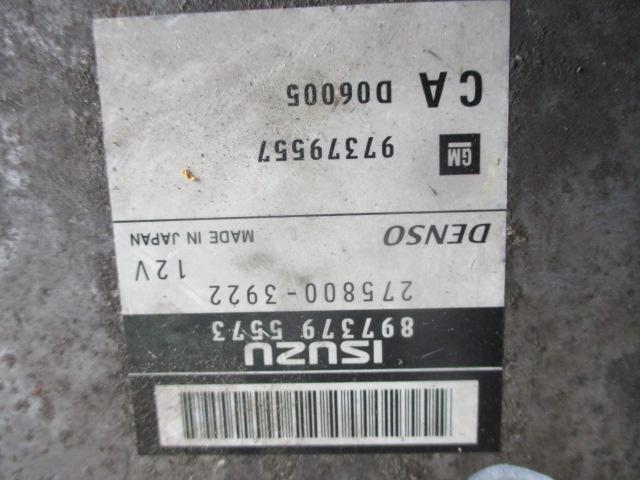 ISUZU
897379 5573
275800-3922
12V
DENSO MADE IN JAPAN
GM 97379557
CA D06005